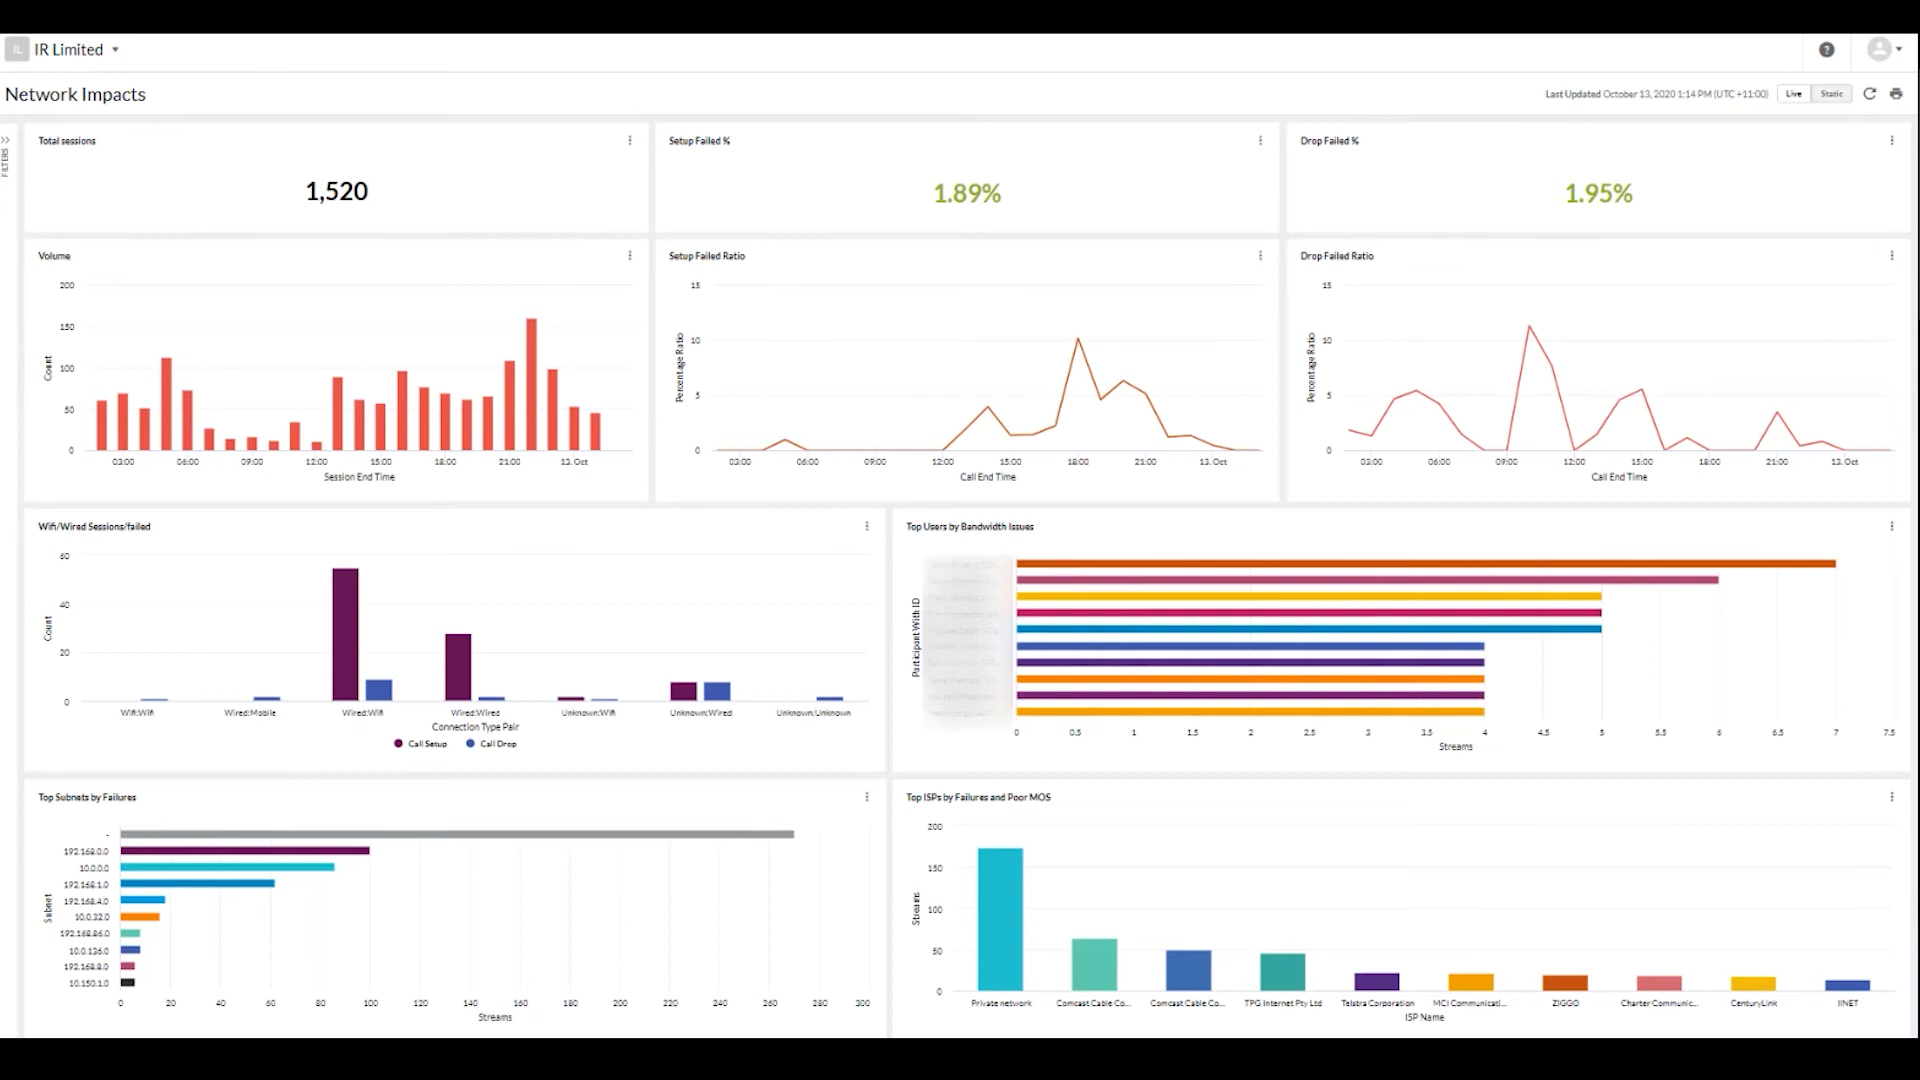 IL IR Limited
?
Network Impacts
Last Updated October 13, 2020 1:14 PM (UTC +11:00) Live Static
FILTERS
Total sessions
1,520
Setup Failed %
1.89%
Drop Failed %
1.95%
Volume
Count
200
150
100
50
0
03:00 06:00 09:00 12:00 15:00 18:00 21:00 13. Oct
Session End Time
Setup Failed Ratio
Percentage Ratio
15
10
5
0
03:00 06:00 09:00 12:00 15:00 18:00 21:00 13. Oct
Call End Time
Drop Failed Ratio
Percentage Ratio
15
10
5
0
03:00 06:00 09:00 12:00 15:00 18:00 21:00 13. Oct
Call End Time
Wifi/Wired Sessions/failed
Count
60
40
20
0
Wifi:Wifi Wired:Mobile Wired:Wifi Wired:Wired Unknown:Wifi Unknown:Wired Unknown:Unknown
Connection Type Pair
Call Setup Call Drop
Top Users by Bandwidth Issues
Participant With ID
0 0.5 1 1.5 2 2.5 3 3.5 4 4.5 5 5.5 6 6.5 7 7.5
Streams
Top Subnets by Failures
Subnet
-
192.168.0.0
10.0.0.0
192.168.1.0
192.168.4.0
10.0.22.0
192.168.86.0
10.0.136.0
192.168.8.0
10.150.1.0
0 20 40 60 80 100 120 140 160 180 200 220 240 260 280 300
Streams
Top ISPs by Failures and Poor MOS
Streams
200
150
100
50
0
Private network Comcast Cable Co... Comcast Cable Co... TPG Internet Pty Ltd Telstra Corporation MCI Communicati... ZIGGO Charter Communic... CenturyLink IINET
ISP Name